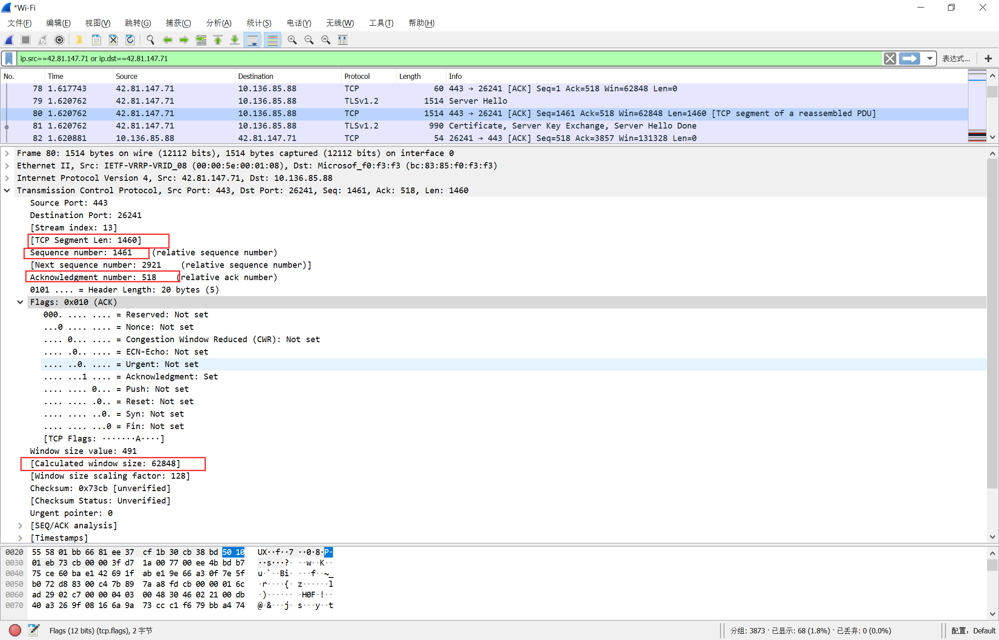 *Wi-Fi
文件(F) 编辑(E) 视图(V) 跳转(G) 捕获(C) 分析(A) 统计(S) 电话(Y) 无线(W) 工具(T) 帮助(H)
ip.src==42.81.147.71 or ip.dst==42.81.147.71 表达式...
No. Time Source Destination Protocol Length Info
78 1.617743 42.81.147.71 10.136.85.88 TCP 60 443 → 26241 [ACK] Seq=1 Ack=518 Win=62848 Len=0
79 1.620762 42.81.147.71 10.136.85.88 TLSv1.2 1514 Server Hello
80 1.620762 42.81.147.71 10.136.85.88 TCP 1514 443 → 26241 [ACK] Seq=1461 Ack=518 Win=62848 Len=1460 [TCP segment of a reassembled PDU]
81 1.620762 42.81.147.71 10.136.85.88 TLSv1.2 990 Certificate, Server Key Exchange, Server Hello Done
82 1.620881 10.136.85.88 42.81.147.71 TCP 54 26241 → 443 [ACK] Seq=518 Ack=3857 Win=131328 Len=0
Frame 80: 1514 bytes on wire (12112 bits), 1514 bytes captured (12112 bits) on interface 0
Ethernet II, Src: IETF-VRRP-VRID_08 (00:00:5e:00:01:08), Dst: Microsof_f0:f3:f3 (bc:83:85:f0:f3:f3)
Internet Protocol Version 4, Src: 42.81.147.71, Dst: 10.136.85.88
Transmission Control Protocol, Src Port: 443, Dst Port: 26241, Seq: 1461, Ack: 518, Len: 1460
Source Port: 443
Destination Port: 26241
[Stream index: 13]
[TCP Segment Len: 1460]
Sequence number: 1461 (relative sequence number)
[Next sequence number: 2921 (relative sequence number)]
Acknowledgment number: 518 (relative ack number)
0101 .... = Header Length: 20 bytes (5)
Flags: 0x010 (ACK)
000. .... .... = Reserved: Not set
...0 .... .... = Nonce: Not set
.... 0... .... = Congestion Window Reduced (CWR): Not set
.... .0.. .... = ECN-Echo: Not set
.... ..0. .... = Urgent: Not set
.... ...1 .... = Acknowledgment: Set
.... .... 0... = Push: Not set
.... .... .0.. = Reset: Not set
.... .... ..0. = Syn: Not set
.... .... ...0 = Fin: Not set
[TCP Flags: ·······A····]
Window size value: 491
[Calculated window size: 62848]
[Window size scaling factor: 128]
Checksum: 0x73cb [unverified]
[Checksum Status: Unverified]
Urgent pointer: 0
[SEQ/ACK analysis]
[Timestamps]
0020 55 58 01 bb 66 81 ee 37 cf 1b 30 cb 38 bd 50 10 UX··f··7 ··0·8·P·
0030 01 eb 73 cb 00 00 3f d7 1a 00 77 00 ee 4b bd b7 ··s···?· ··w··K··
0040 75 ce 60 ba e1 42 69 1f ab e1 9e 66 a3 0f 7e 5f u·`··Bi· ···f··~_
0050 b0 72 d8 83 00 c4 7b 89 7a a8 fd cb 00 00 01 6c ·r····{· z······l
0060 ad 29 02 c7 00 00 04 03 00 48 30 46 02 21 00 db ·)······ ·H0F·!··
0070 40 a3 26 9f 08 16 6a 9a 73 cc c1 f6 79 bb a4 74 @·&···j· s···y··t
Flags (12 bits) (tcp.flags), 2 字节 分组: 3873 · 已显示: 68 (1.8%) · 已丢弃: 0 (0.0%) 配置: Default